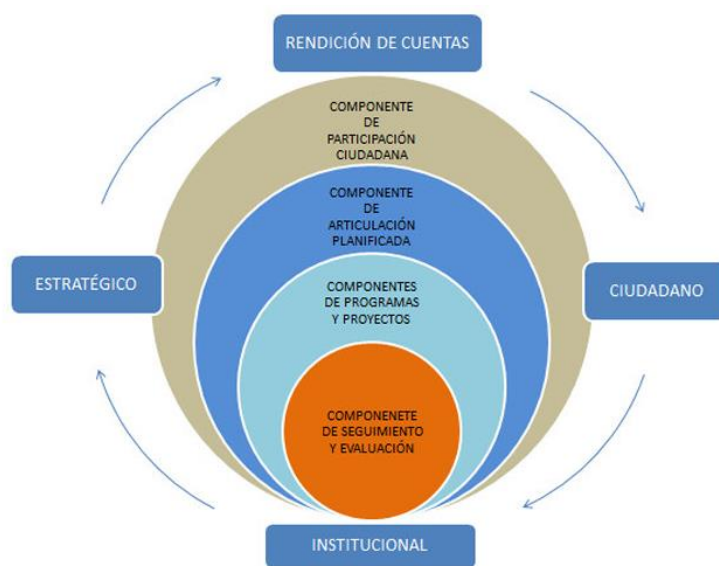 RENDICIÓN DE CUENTAS
COMPONENTE
DE
PARTICIPACIÓN
CIUDADANA
COMPONENTE
DE
ARTICULACIÓN
PLANIFICADA
ESTRATÉGICO
CIUDADANO
COMPONENTES
DE PROGRAMAS
Y PROYECTOS
COMPONENETE
DE SEGUIMIENTO
Y EVALUACIÓN
INSTITUCIONAL